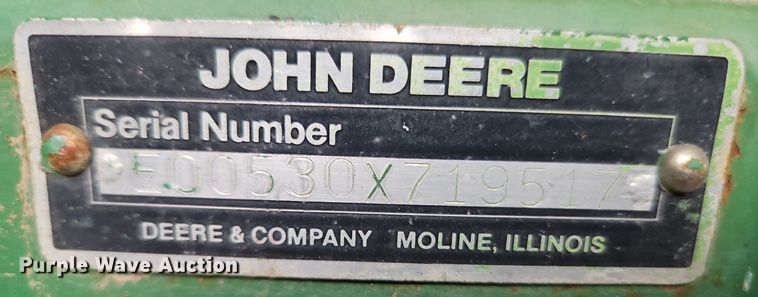 JOHN DEERE
Serial Number
E00530X719517
DEERE & COMPANY MOLINE, ILLINOIS
Purple Wave Auction